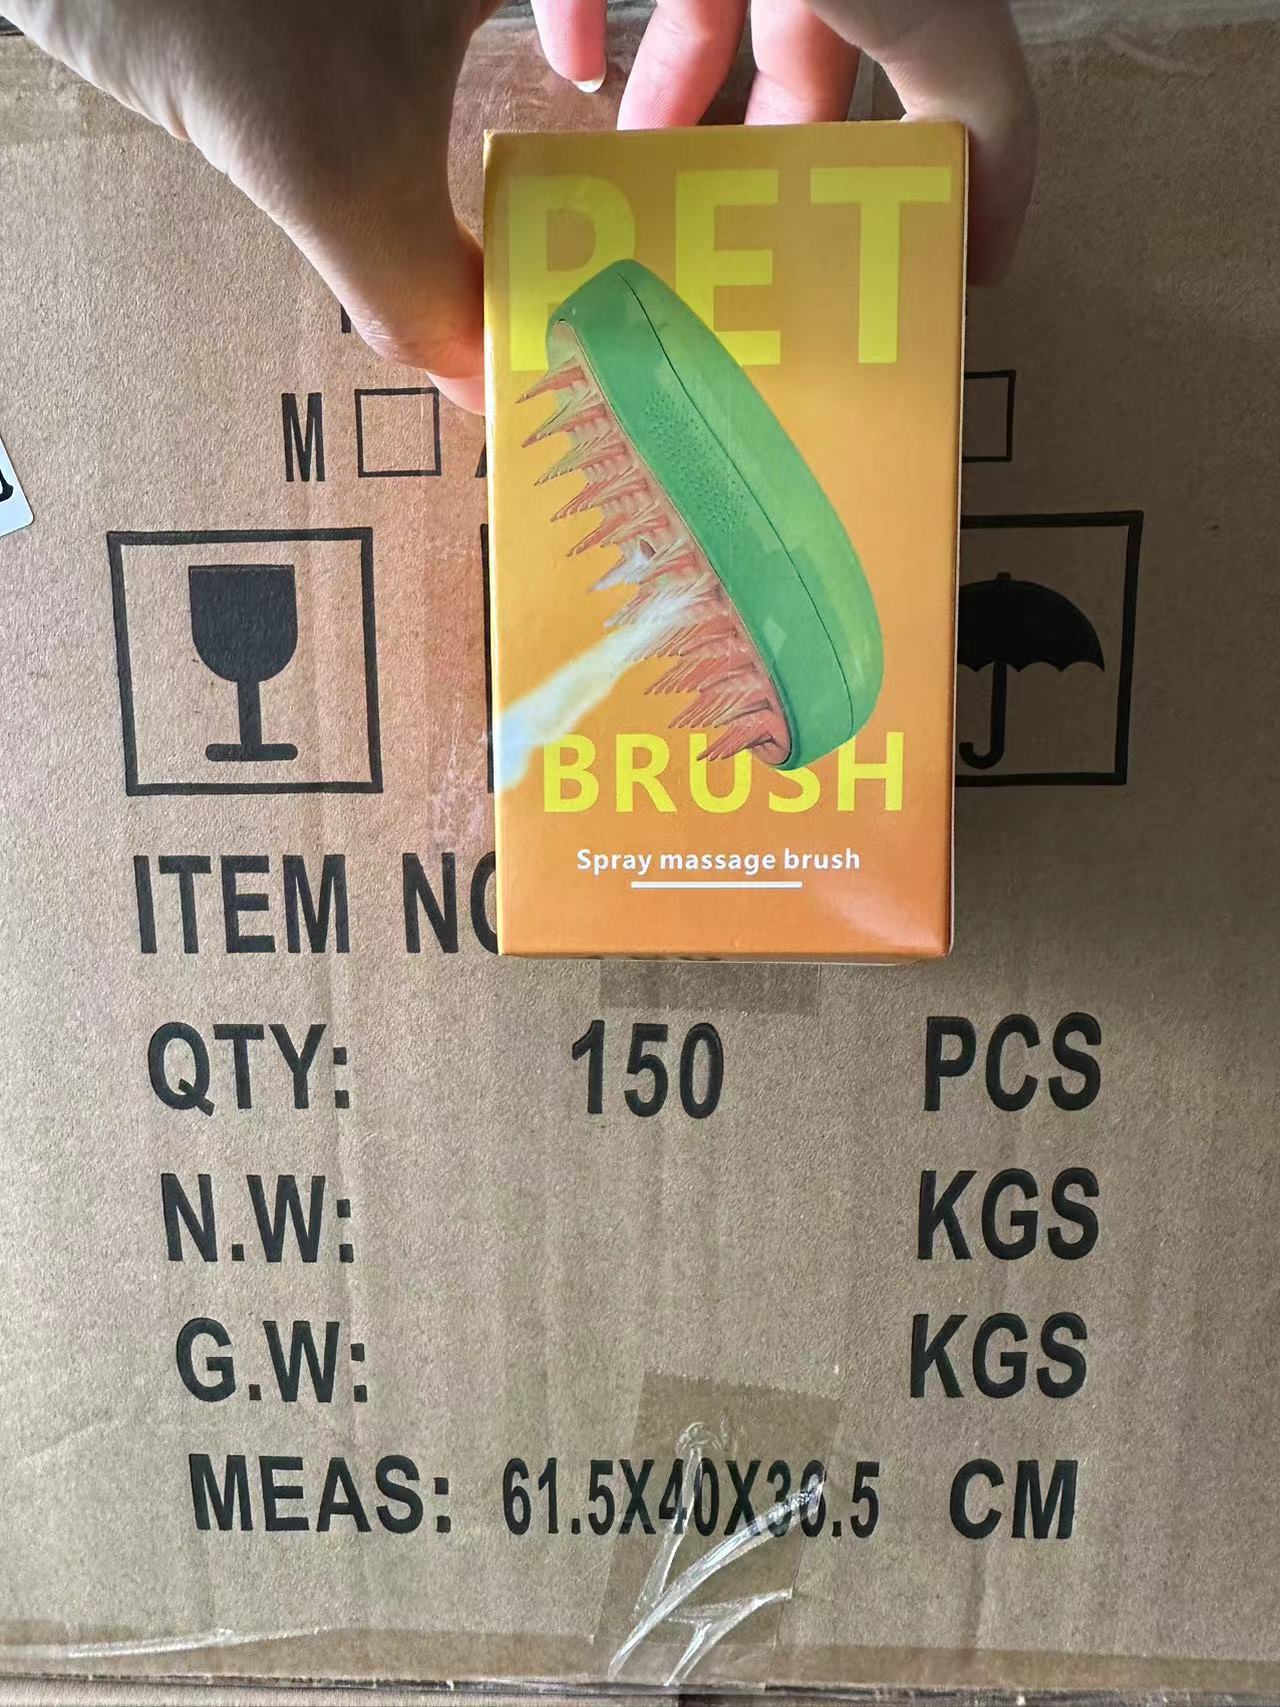 PET
BRUSH
Spray massage brush
M
ITEM NO
QTY: 150 PCS
N.W: KGS
G.W: KGS
MEAS: 61.5X40X36.5 CM